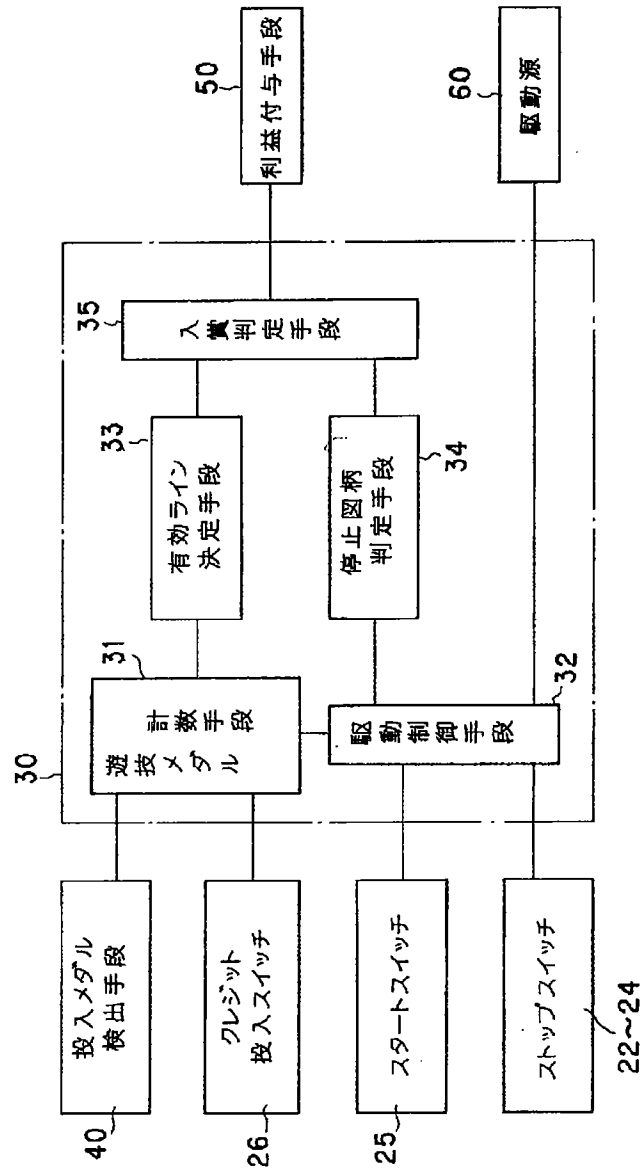 30
40
投入メダル
検出手段
26
クレジット
投入スイッチ
25
スタートスイッチ
22～24
ストップスイッチ
31
遊技メダル
計数手段
32
駆動制御手段
33
有効ライン
決定手段
34
停止図柄
判定手段
35
入賞判定手段
50
利益付与手段
60
駆動源